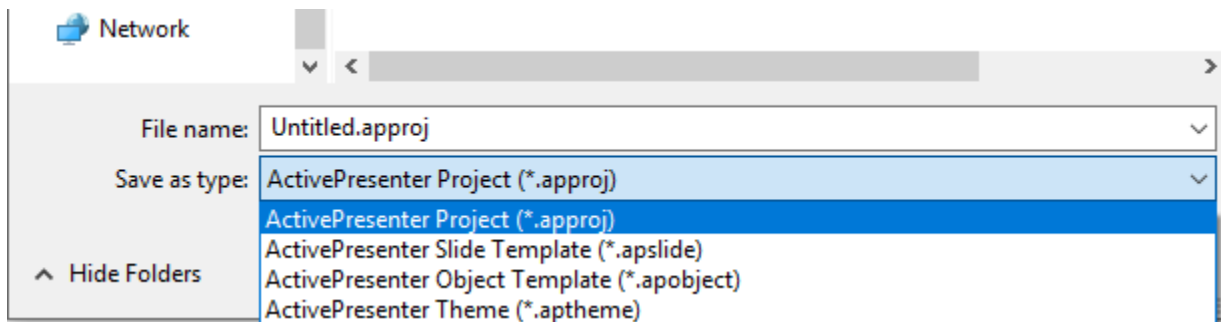 Network
File name: Untitled.approj
Save as type: ActivePresenter Project (*.approj)
ActivePresenter Project (*.approj)
ActivePresenter Slide Template (*.apslide)
Hide Folders ActivePresenter Object Template (*.apobject)
ActivePresenter Theme (*.aptheme)